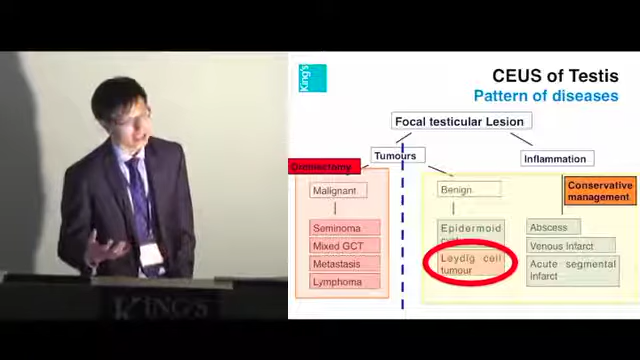 King's
CEUS of Testis
Pattern of diseases
Focal testicular Lesion
Tumours
Inflammation
Malignant
Benign
Conservative
management
Seminoma
Mixed GCT
Metastasis
Lymphoma
Epidermoid
Leydig cell
tumour
Abscess
Venous Infarct
Acute segmental
infarct
KING'S